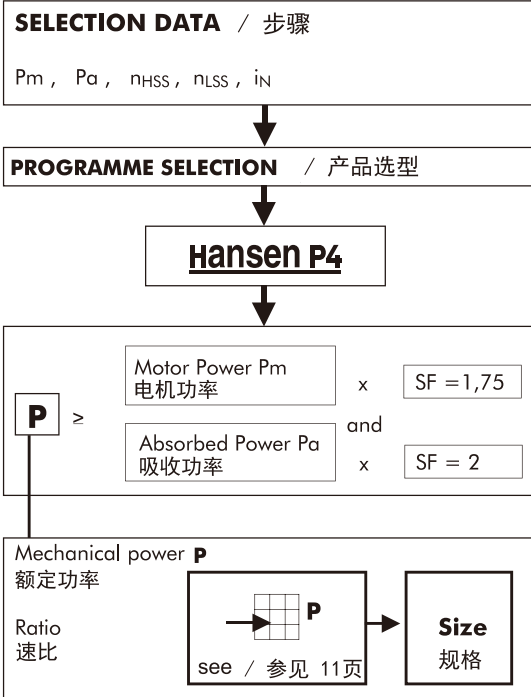 SELECTION DATA / 步骤
Pm , Pa , nHSS , nLSS , iN
PROGRAMME SELECTION / 产品选型
Hansen P4
Motor Power Pm
电机功率
x
SF =1,75
P ≥
and
Absorbed Power Pa
吸收功率
x
SF = 2
Mechanical power P
额定功率
Ratio
速比
P
see / 参见 11页
Size
规格